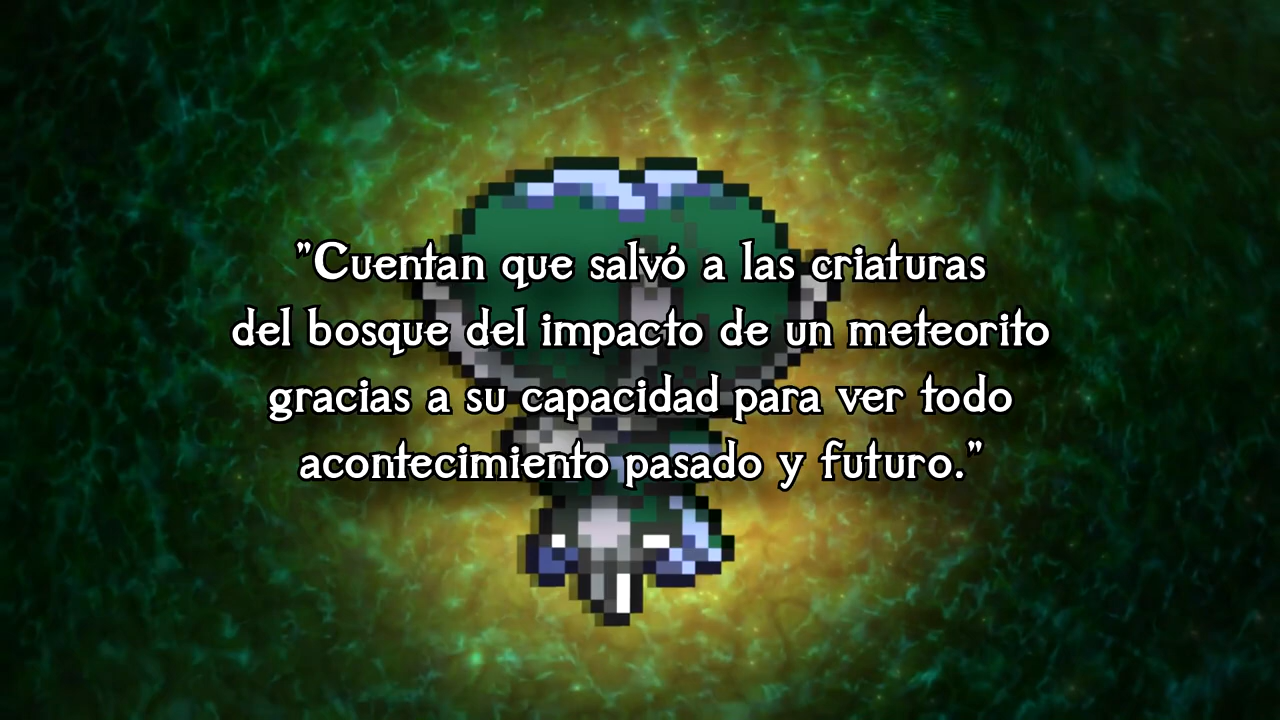 "Cuentan que salvó a las criaturas
del bosque del impacto de un meteorito
gracias a su capacidad para ver todo
acontecimiento pasado y futuro."